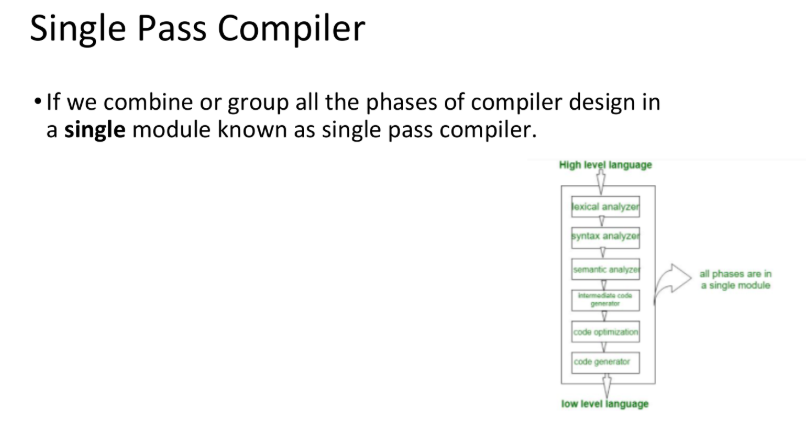 Single Pass Compiler
• If we combine or group all the phases of compiler design in
a single module known as single pass compiler.
High level language
lexical analyzer
syntax analyzer
semantic analyzer
Intermediate code
generator
code optimization
code generator
low level language
all phases are in
a single module